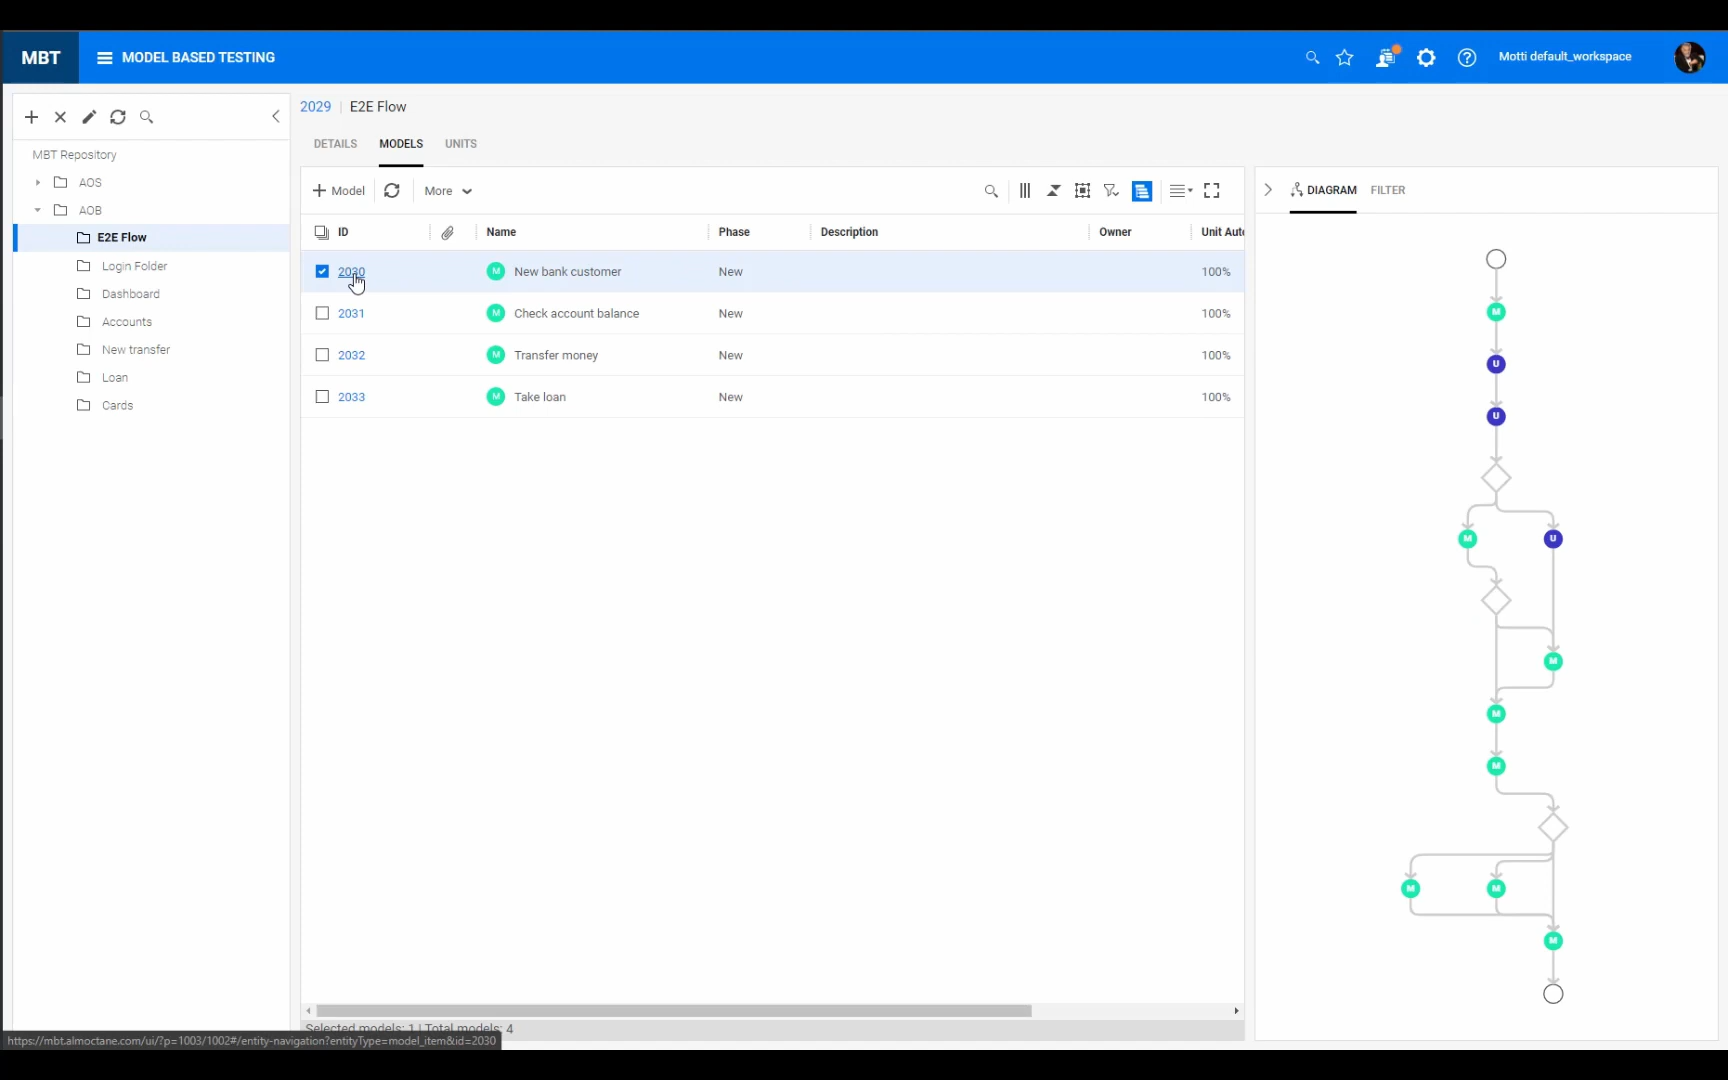 MBT
MODEL BASED TESTING
Motti default_workspace
2029 | E2E Flow
DETAILS MODELS UNITS
MBT Repository
AOS
AOB
E2E Flow
Login Folder
Dashboard
Accounts
New transfer
Loan
Cards
+ Model More
ID Name Phase Description Owner Unit Auto
2030 M New bank customer New 100%
2031 M Check account balance New 100%
2032 M Transfer money New 100%
2033 M Take loan New 100%
Selected models: 1 | Total models: 4
DIAGRAM FILTER
M
U
U
M U
M
M
M
M M
M
https://mbt.almoctane.com/ui/?p=1003/1002#/entity-navigation?entityType=model_item&id=2030